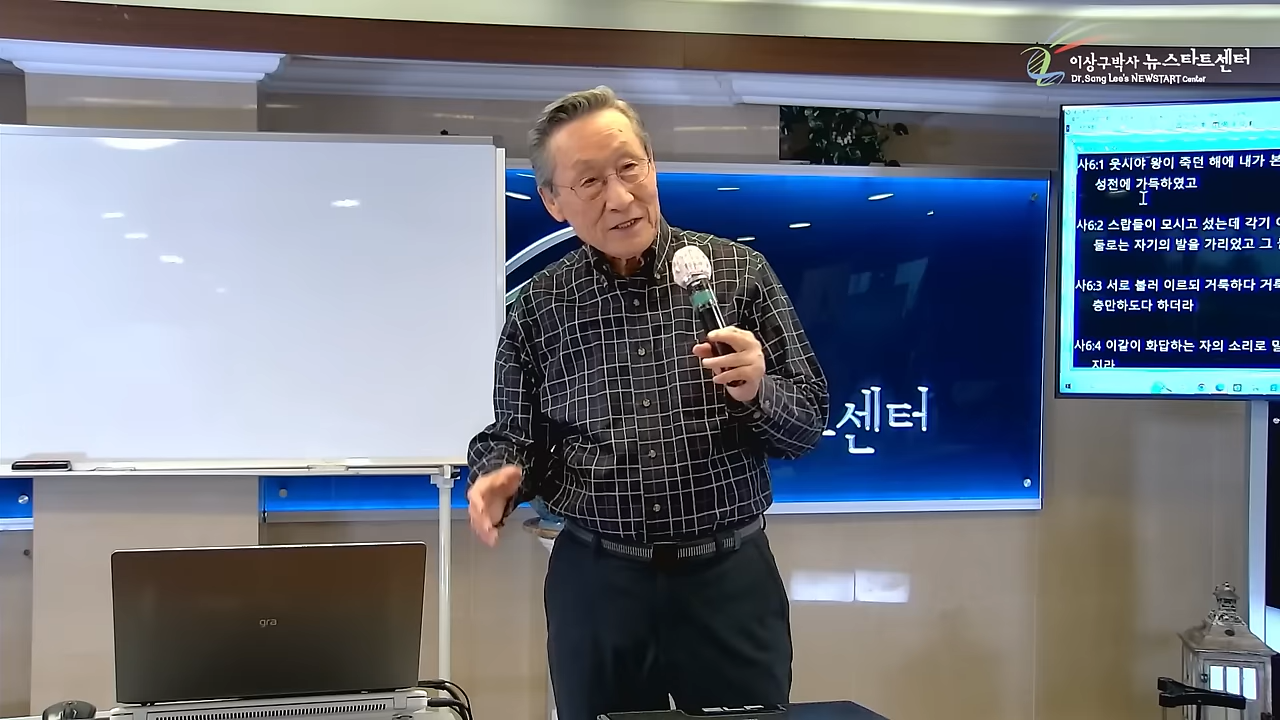 이상구박사 뉴스타트센터
Dr. Sang Lee's NEWSTART Center
사6:1 웃시야 왕이 죽던 해에 내가 본
성전에 가득하였고
사6:2 스랍들이 모시고 섰는데 각기
둘로는 자기의 발을 가리었고 그
사6:3 서로 불러 이르되 거룩하다 거룩
충만하도다 하더라
사6:4 이같이 화답하는 자의 소리로 말
지라
센터
gra